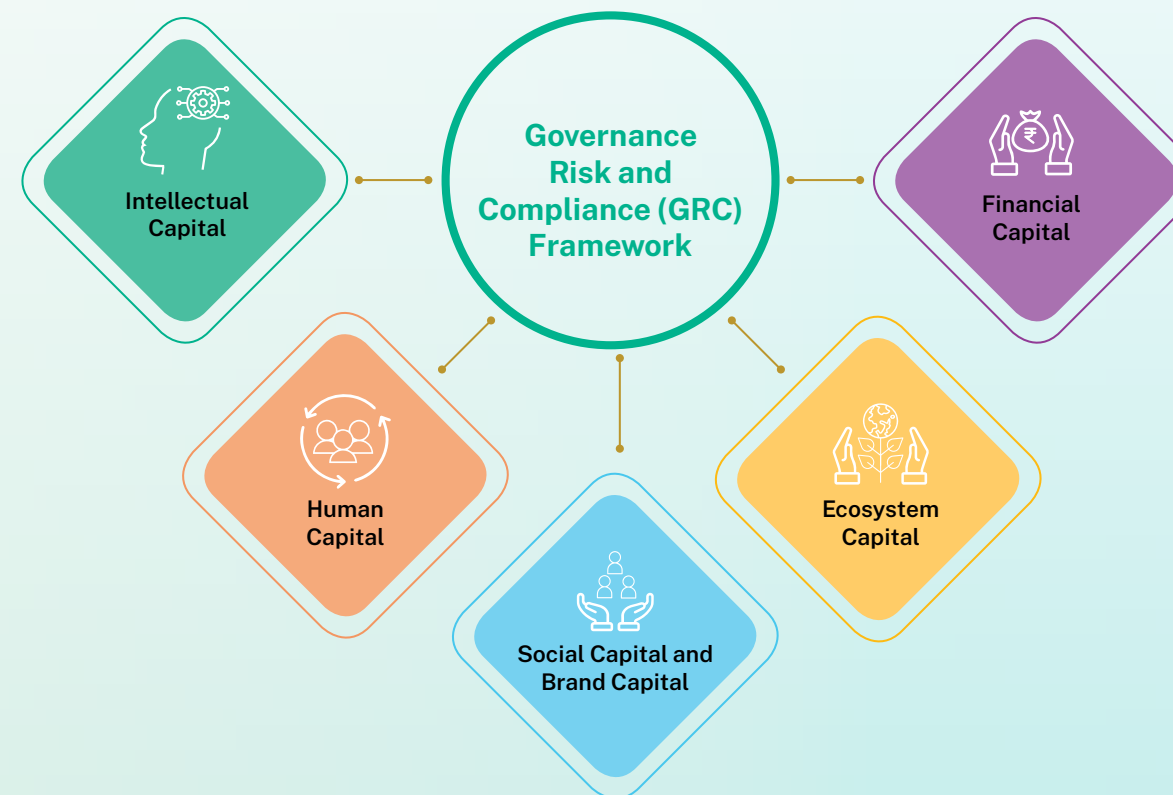 Governance
Risk and
Compliance (GRC)
Framework
Intellectual
Capital
Financial
Capital
Human
Capital
Ecosystem
Capital
Social Capital and
Brand Capital
₹